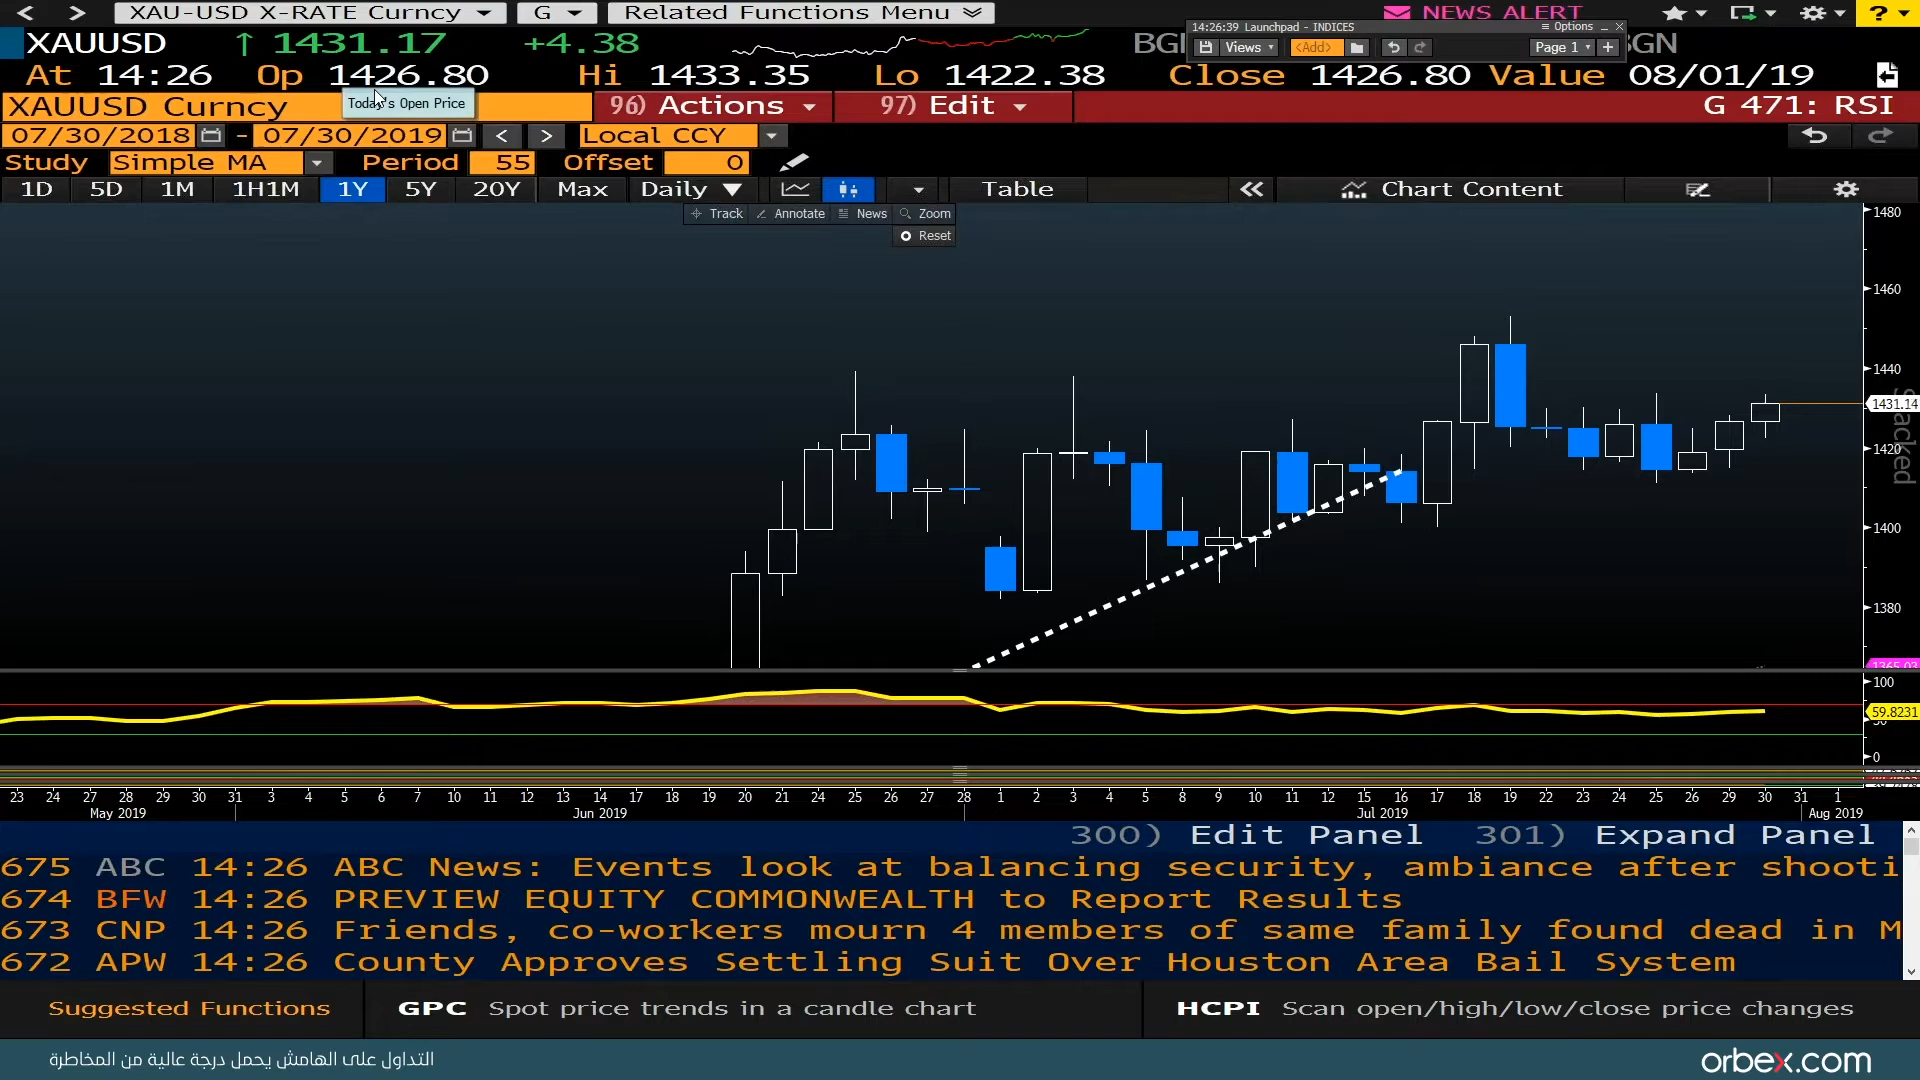 XAU-USD X-RATE Curncy G Related Functions Menu NEWS ALERT ?
14:26:39 Launchpad - INDICES Options
XAUUSD ↑ 1431.17 +4.38 BGN
Views <Add> Page 1 +
At 14:26 Op 1426.80 Hi 1433.35 Lo 1422.38 Close 1426.80 Value 08/01/19
Today's Open Price
XAUUSD Curncy 96) Actions 97) Edit G 471: RSI
07/30/2018 - 07/30/2019 < > Local CCY
Study Simple MA Period 55 Offset 0
1D 5D 1M 1H1M 1Y 5Y 20Y Max Daily ▼ Table « Chart Content
Track Annotate News Zoom
Reset
1480
1460
1440
1431.14
1420
Stacked
1400
1380
1365.03
100
59.8231
50
0
23 24 27 28 29 30 31 3 4 5 6 7 10 11 12 13 14 17 18 19 20 21 24 25 26 27 28 1 2 3 4 5 8 9 10 11 12 15 16 17 18 19 22 23 24 25 26 29 30 31 1
May 2019 Jun 2019 Jul 2019 Aug 2019
300) Edit Panel 301) Expand Panel
675 ABC 14:26 ABC News: Events look at balancing security, ambiance after shooti
674 BFW 14:26 PREVIEW EQUITY COMMONWEALTH to Report Results
673 CNP 14:26 Friends, co-workers mourn 4 members of same family found dead in M
672 APW 14:26 County Approves Settling Suit Over Houston Area Bail System
Suggested Functions GPC Spot price trends in a candle chart HCPI Scan open/high/low/close price changes
التداول على الهامش يحمل درجة عالية من المخاطرة
orbex.com